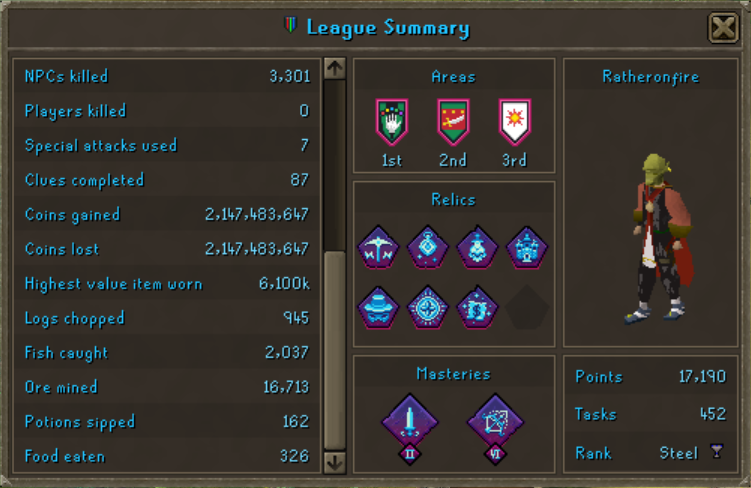 League Summary
NPCs killed 3,301
Players killed 0
Special attacks used 7
Clues completed 87
Coins gained 2,147,483,647
Coins lost 2,147,483,647
Highest value item worn 6,100k
Logs chopped 945
Fish caught 2,037
Ore mined 16,713
Potions sipped 162
Food eaten 326
Areas
1st 2nd 3rd
Relics
Masteries
II VI
Ratheronfire
Points 17,190
Tasks 452
Rank Steel